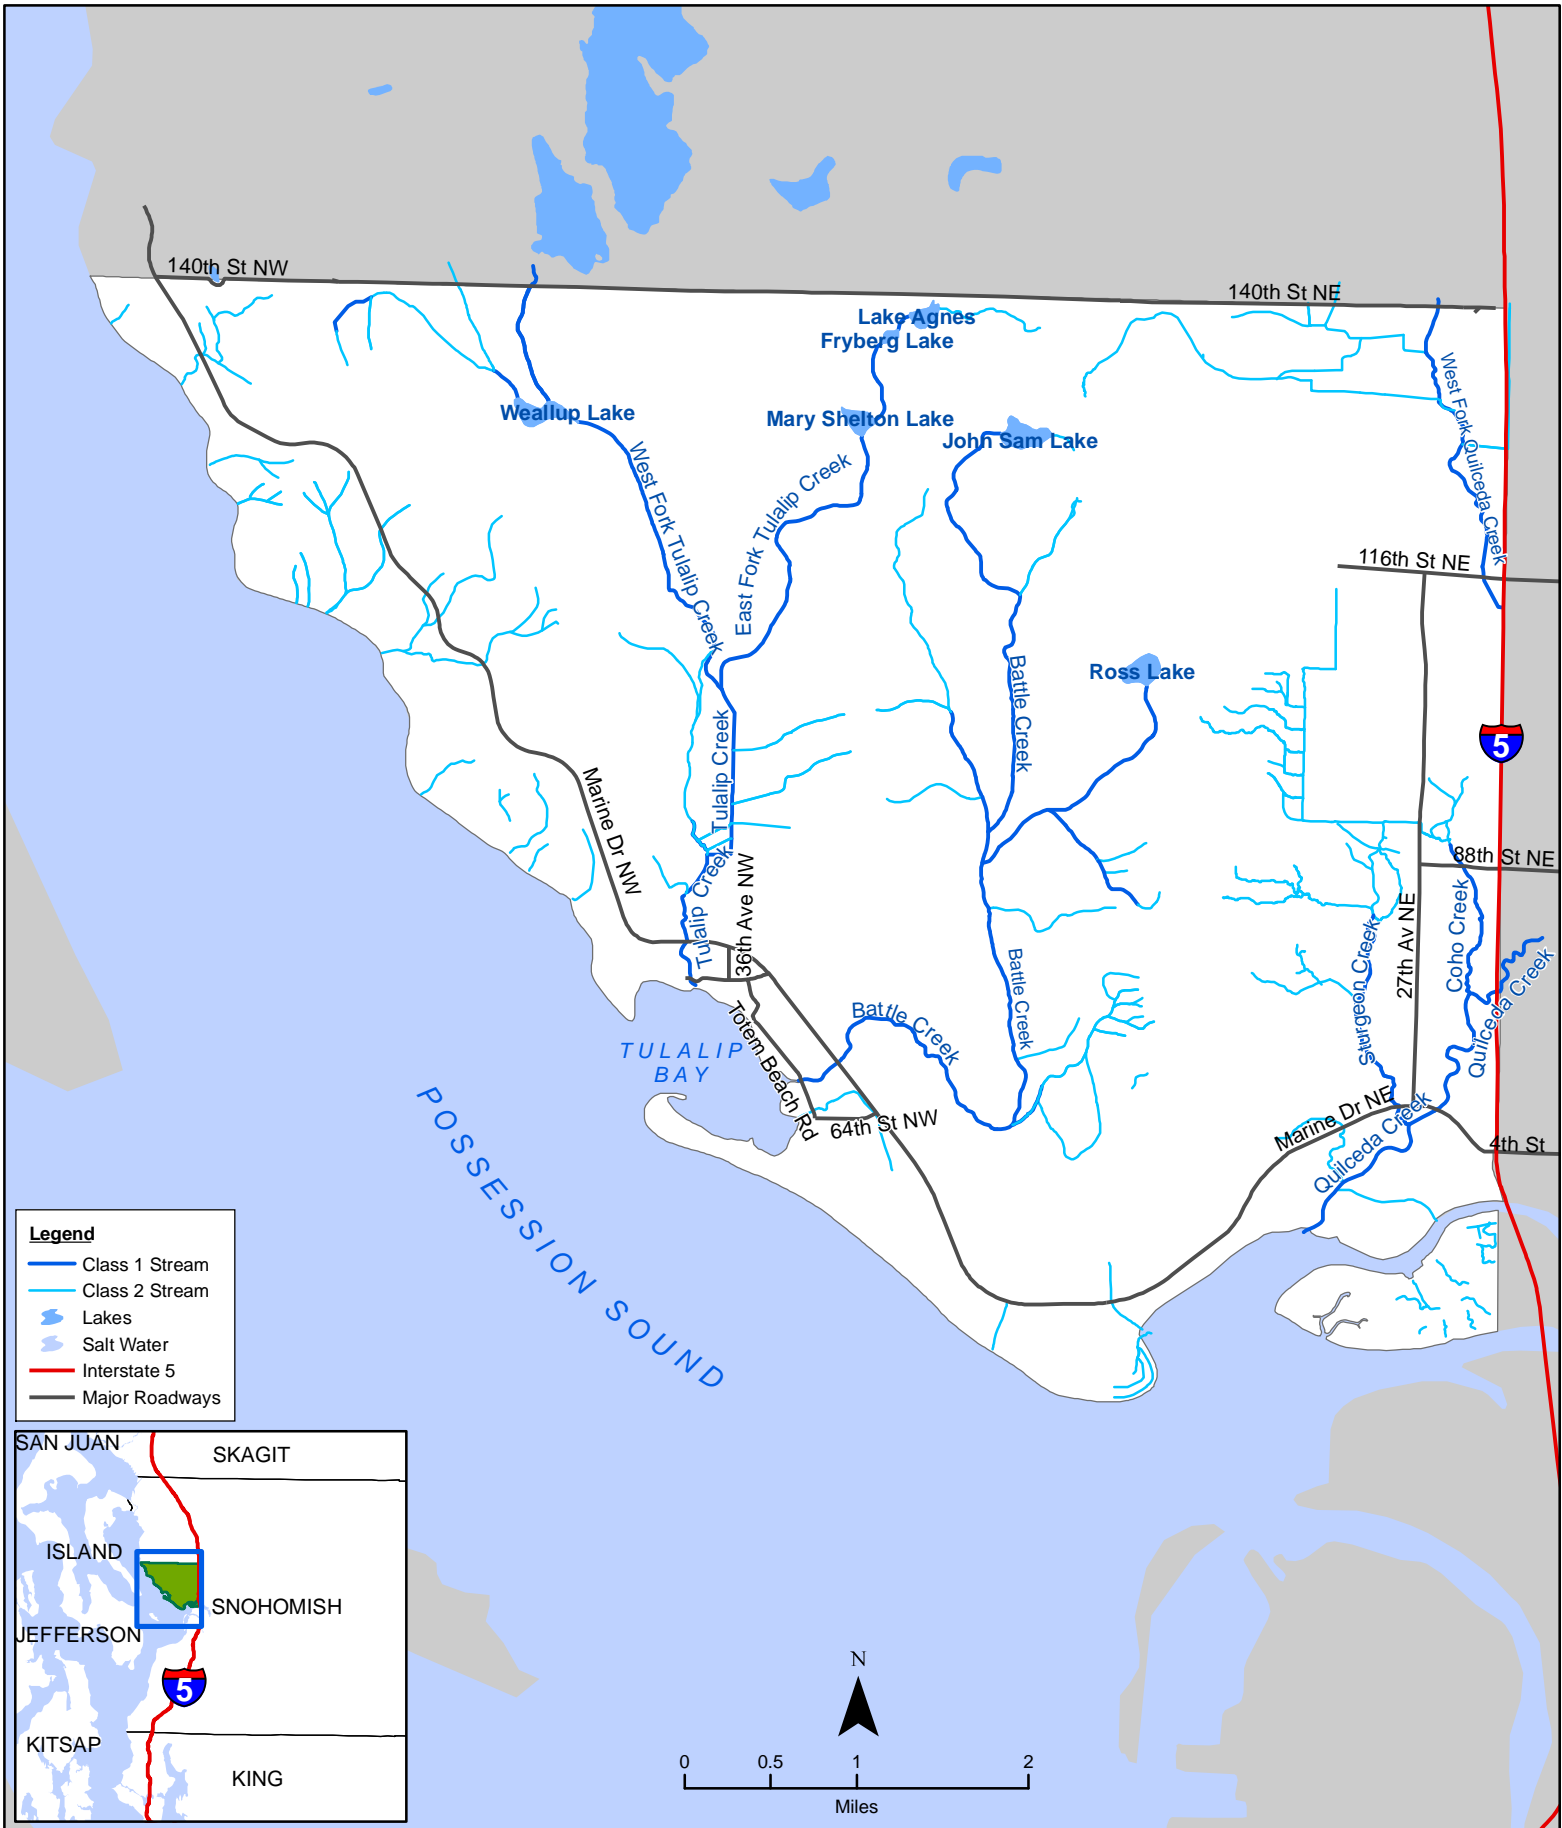 140th St NW
140th St NE
Lake Agnes
Fryberg Lake
Weallup Lake
Mary Shelton Lake
John Sam Lake
West Fork Quilceda Creek
West Fork Tulalip Creek
East Fork Tulalip Creek
116th St NE
Battle Creek
Ross Lake
Tulalip Creek
5
Marine Dr NW
Tulalip Creek
36th Ave NW
88th St NE
27th Av NE
Coho Creek
Sturgeon Creek
Quilceda Creek
Battle Creek
Battle Creek
Totem Beach Rd
TULALIP
BAY
64th St NW
Marine Dr NE
Quilceda Creek
4th St
POSSESSION SOUND
Legend
Class 1 Stream
Class 2 Stream
Lakes
Salt Water
Interstate 5
Major Roadways
SAN JUAN
SKAGIT
ISLAND
SNOHOMISH
JEFFERSON
5
KITSAP
KING
N
0 0.5 1 2
Miles